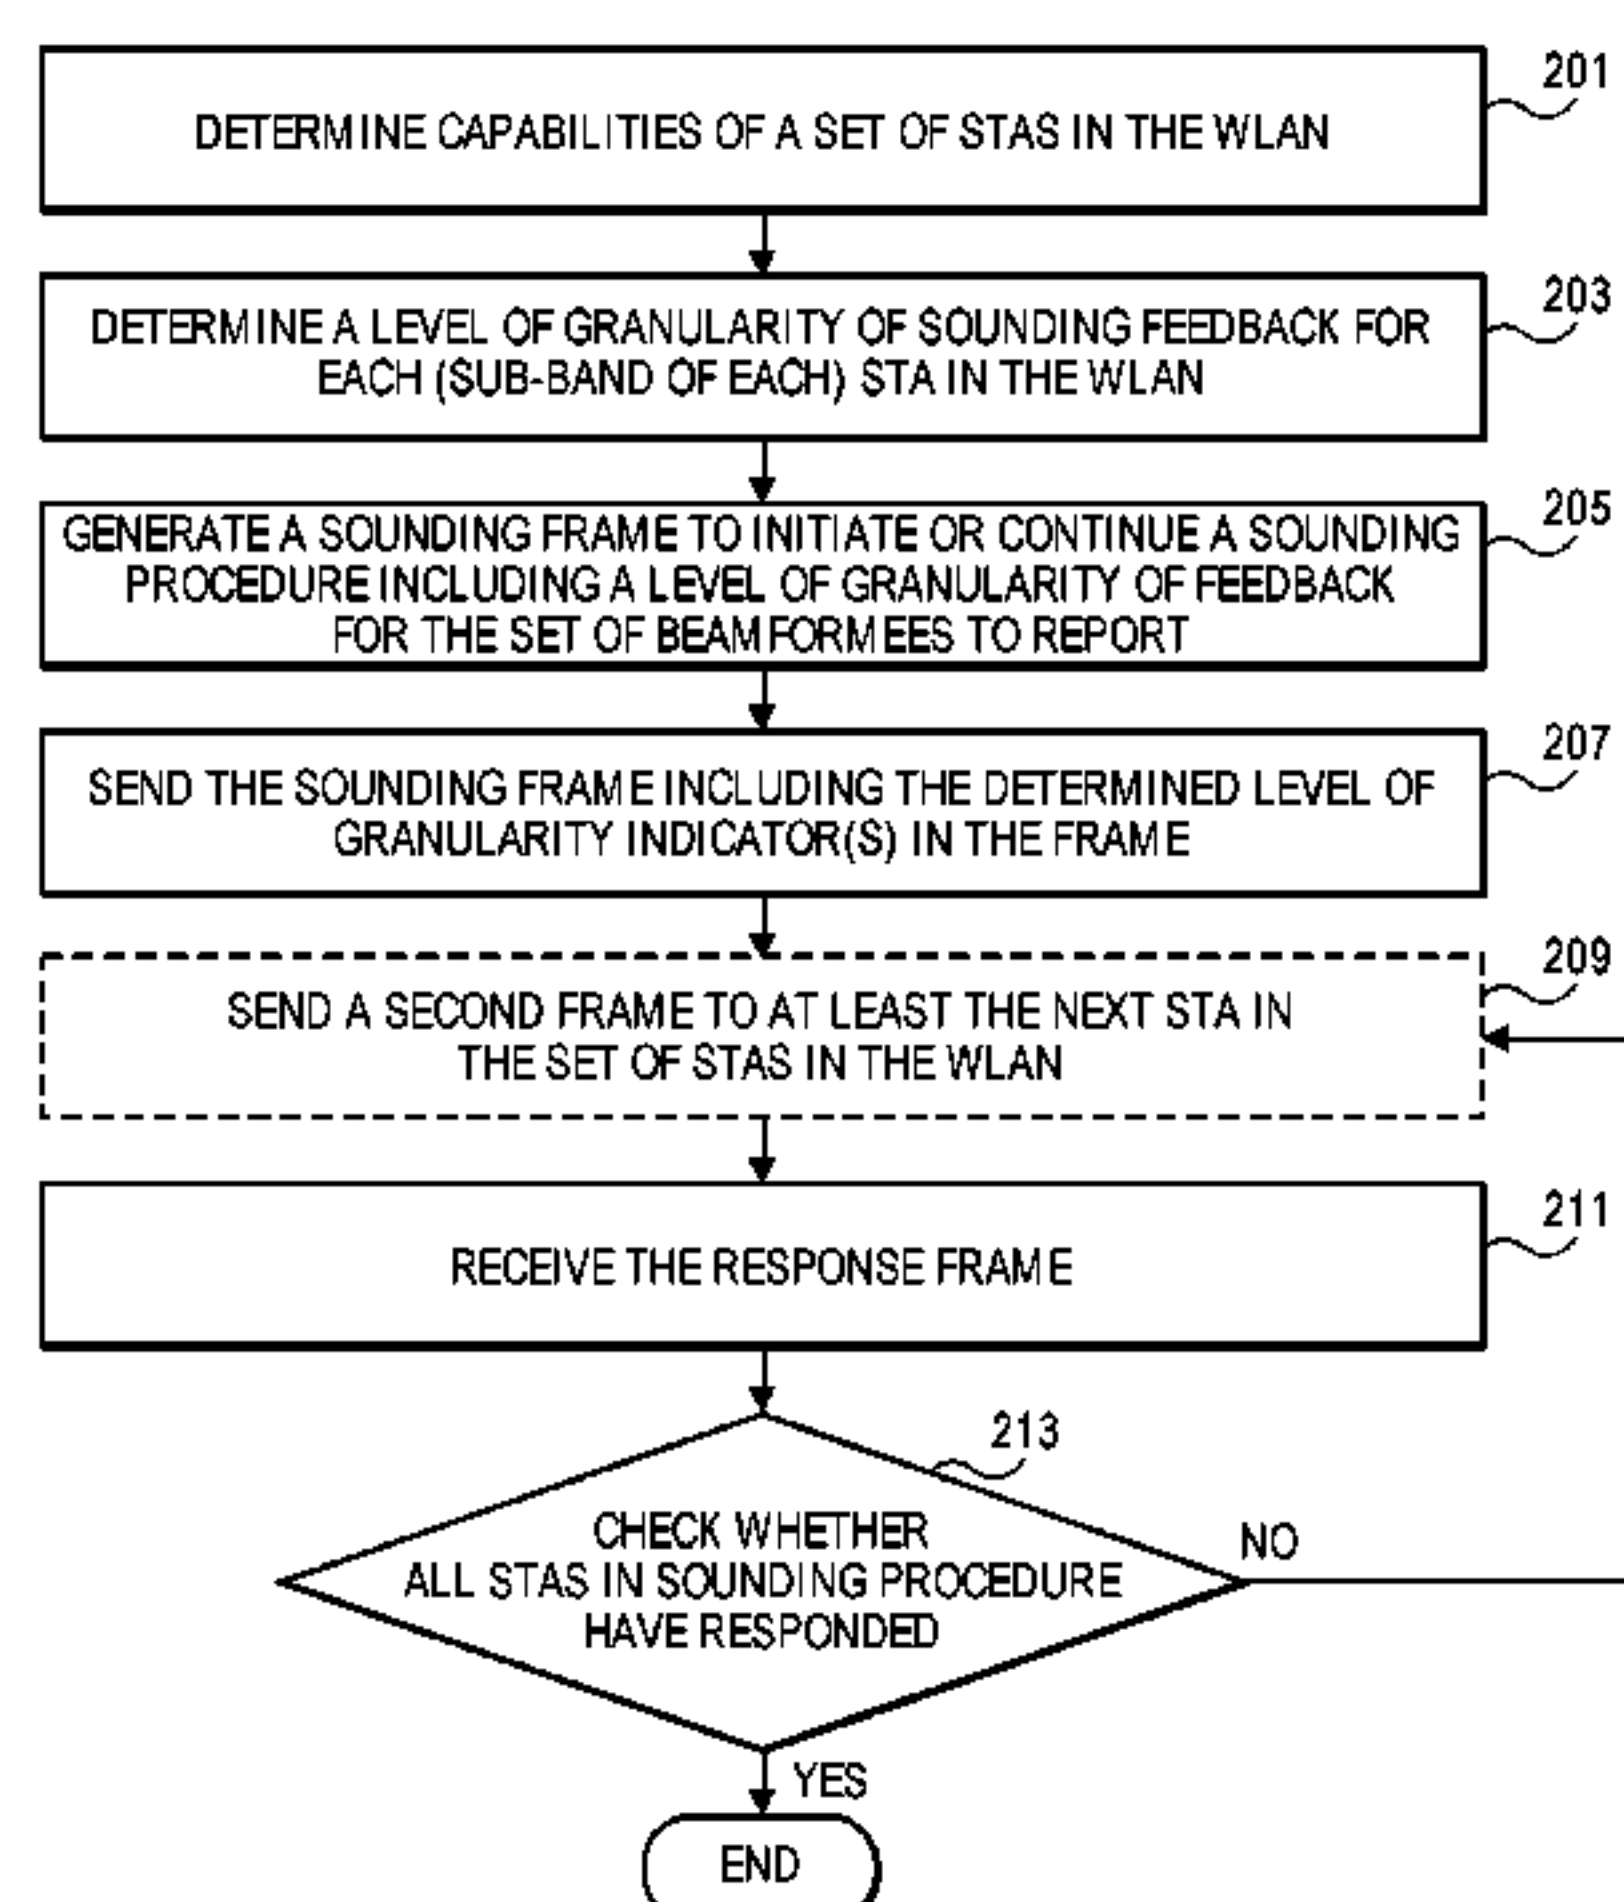 201
DETERMINE CAPABILITIES OF A SET OF STAS IN THE WLAN
203
DETERMINE A LEVEL OF GRANULARITY OF SOUNDING FEEDBACK FOR
EACH (SUB-BAND OF EACH) STA IN THE WLAN
205
GENERATE A SOUNDING FRAME TO INITIATE OR CONTINUE A SOUNDING
PROCEDURE INCLUDING A LEVEL OF GRANULARITY OF FEEDBACK
FOR THE SET OF BEAMFORMEES TO REPORT
207
SEND THE SOUNDING FRAME INCLUDING THE DETERMINED LEVEL OF
GRANULARITY INDICATOR(S) IN THE FRAME
209
SEND A SECOND FRAME TO AT LEAST THE NEXT STA IN
THE SET OF STAS IN THE WLAN
211
RECEIVE THE RESPONSE FRAME
213
CHECK WHETHER
ALL STAS IN SOUNDING PROCEDURE
HAVE RESPONDED
NO
YES
END